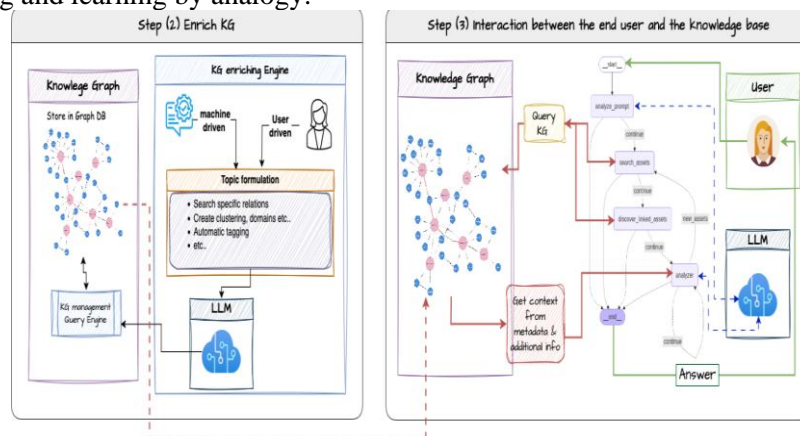 g and learning by analogy.
Step (2) Enrich KG
Knowlege Graph
Store in Graph DB
KG management
Query Engine
KG enriching Engine
machine
driven
User
driven
Topic formulation
• Search specific relations
• Create clustering, domains etc..
• Automatic tagging
• etc..
LLM
Step (3) Interaction between the end user and the knowledge base
Knowledge Graph
Query
KG
Get context
from
metadata &
additional info
__start__
analyze_prompt
continue
search_assets
continue
discover_linked_assets
new_assets
continue
analyzer
__end__
continue
User
LLM
Answer